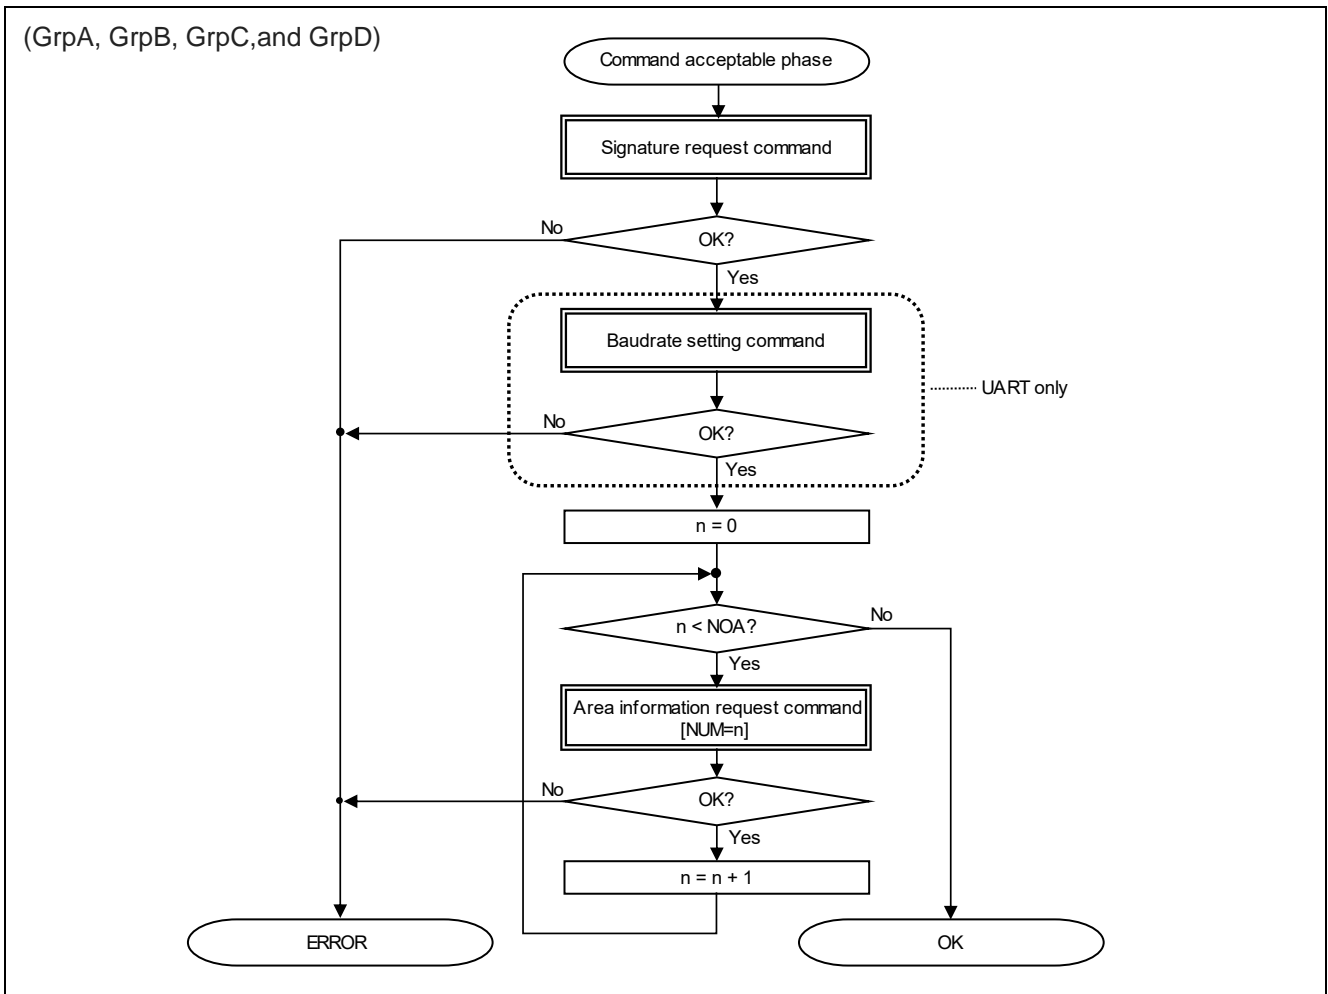 (GrpA, GrpB, GrpC,and GrpD)
Command acceptable phase
Signature request command
No
OK?
Yes
Baudrate setting command
UART only
No
OK?
Yes
n = 0
n < NOA?
No
Yes
Area information request command
[NUM=n]
No
OK?
Yes
n = n + 1
ERROR
OK